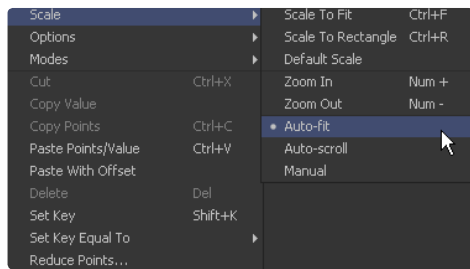 Scale
Options
Modes
Cut Ctrl+X
Copy Value
Copy Points Ctrl+C
Paste Points/Value Ctrl+V
Paste With Offset
Delete Del
Set Key Shift+K
Set Key Equal To
Reduce Points...
Scale To Fit Ctrl+F
Scale To Rectangle Ctrl+R
Default Scale
Zoom In Num +
Zoom Out Num -
Auto-fit
Auto-scroll
Manual